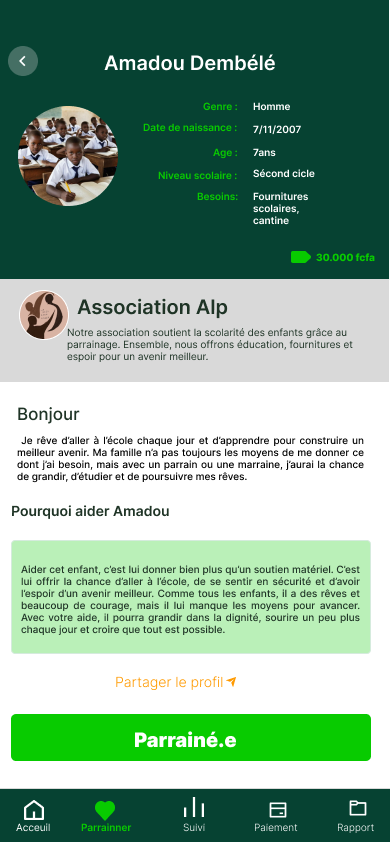 Amadou Dembélé
Genre : Homme
Date de naissance : 7/11/2007
Age : 7ans
Niveau scolaire : Sécond cicle
Besoins: Fournitures
scolaires,
cantine
30.000 fcfa
Association Alp
Notre association soutient la scolarité des enfants grâce au
parrainage. Ensemble, nous offrons éducation, fournitures et
espoir pour un avenir meilleur.
Bonjour
Je rêve d’aller à l’école chaque jour et d’apprendre pour construire un
meilleur avenir. Ma famille n’a pas toujours les moyens de me donner ce
dont j’ai besoin, mais avec un parrain ou une marraine, j’aurai la chance
de grandir, d’étudier et de poursuivre mes rêves.
Pourquoi aider Amadou
Aider cet enfant, c’est lui donner bien plus qu’un soutien matériel. C’est
lui offrir la chance d’aller à l’école, de se sentir en sécurité et d’avoir
l’espoir d’un avenir meilleur. Comme tous les enfants, il a des rêves et
beaucoup de courage, mais il lui manque les moyens pour avancer.
Avec votre aide, il pourra grandir dans la dignité, sourire un peu plus
chaque jour et croire que tout est possible.
Partager le profil
Parrainé.e
Acceuil Parrainner Suivi Paiement Rapport